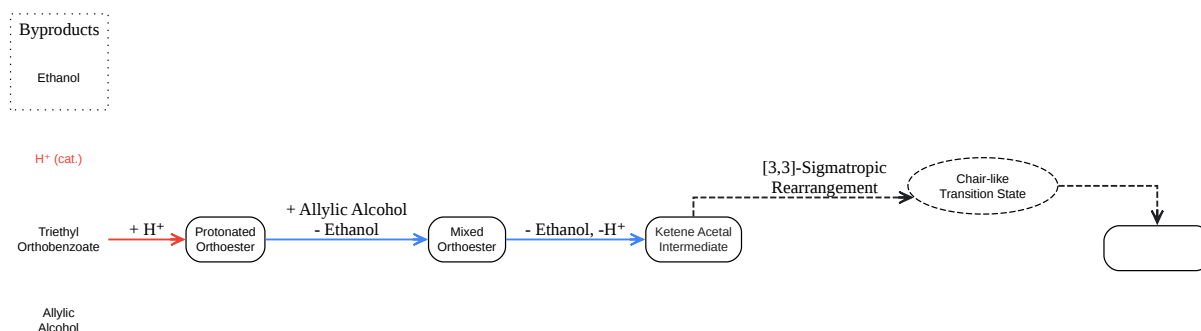 Byproducts
Ethanol
H⁺ (cat.)
[3,3]-Sigmatropic
Rearrangement
Chair-like
Transition State
Triethyl
Orthobenzoate
+ H⁺
Protonated
Orthoester
+ Allylic Alcohol
- Ethanol
Mixed
Orthoester
- Ethanol, -H⁺
Ketene Acetal
Intermediate
Allylic
Alcohol